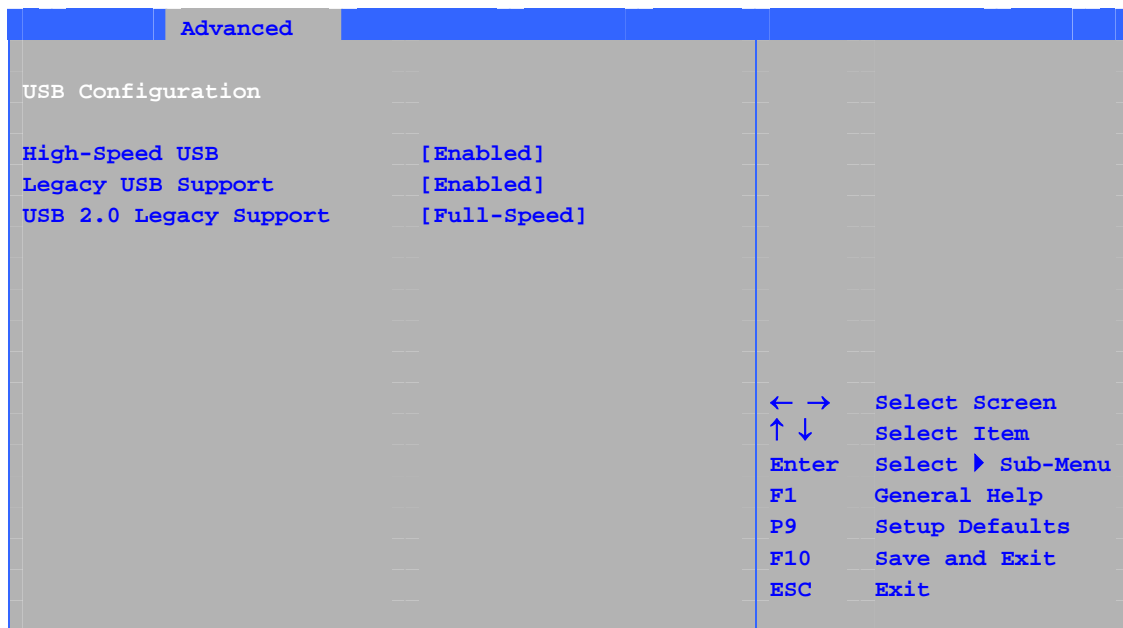 Advanced
USB Configuration
High-Speed USB [Enabled]
Legacy USB Support [Enabled]
USB 2.0 Legacy Support [Full-Speed]
← → Select Screen
↑ ↓ Select Item
Enter Select ▶ Sub-Menu
F1 General Help
P9 Setup Defaults
F10 Save and Exit
ESC Exit